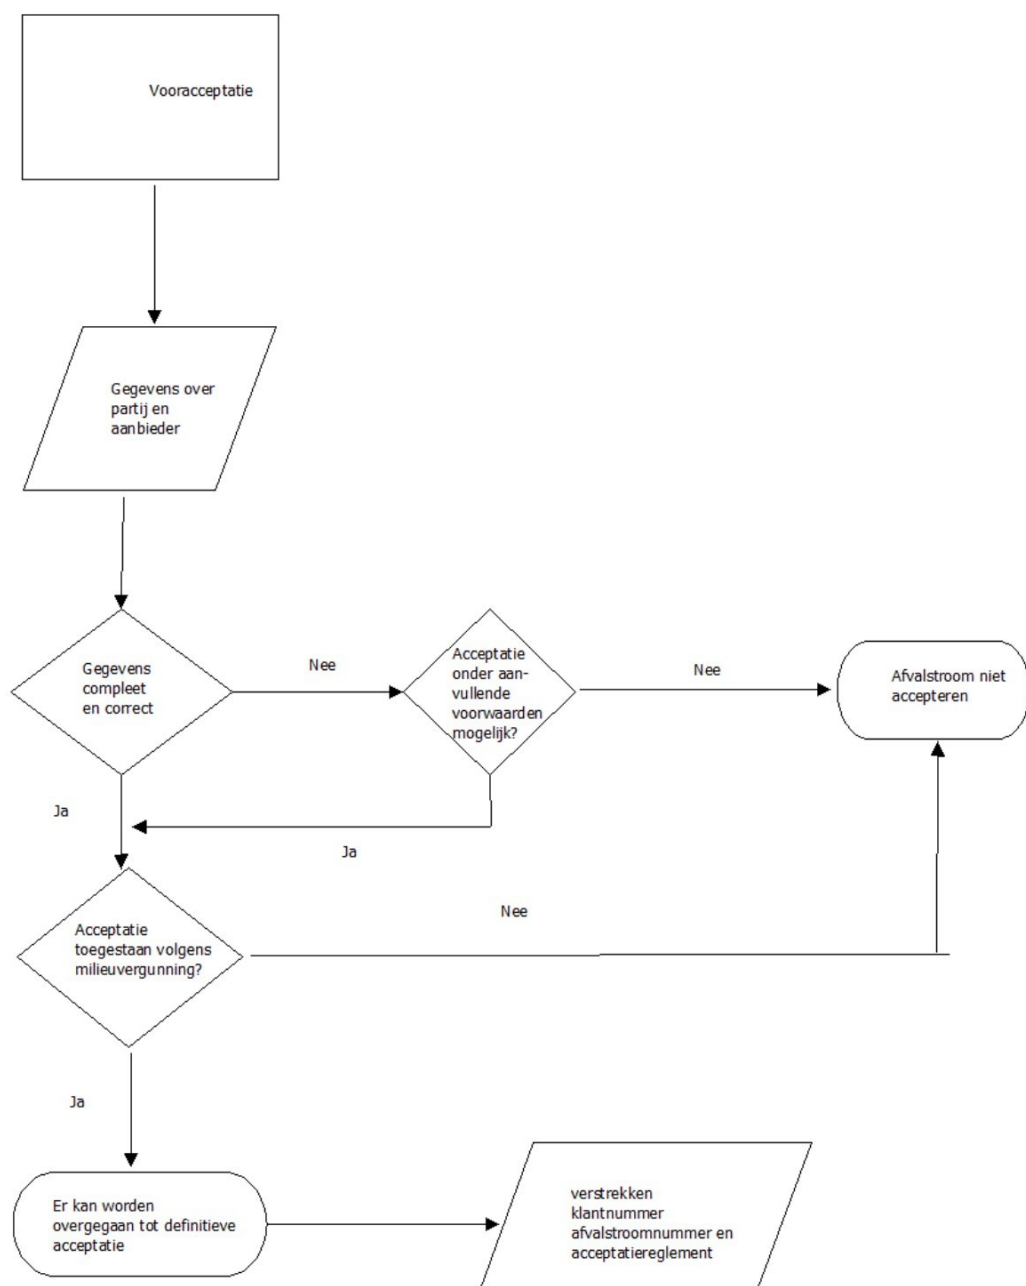 Vooracceptatie
Gegevens over
partij en
aanbieder
Gegevens
compleet
en correct
Nee
Acceptatie
onder aan-
vullende
voorwaarden
mogelijk?
Nee
Afvalstroom niet
accepteren
Ja
Ja
Acceptatie
toegestaan volgens
milieuvergunning?
Nee
Ja
Er kan worden
overgegaan tot definitieve
acceptatie
verstrekken
klantnummer
afvalstroomnummer en
acceptatiereglement